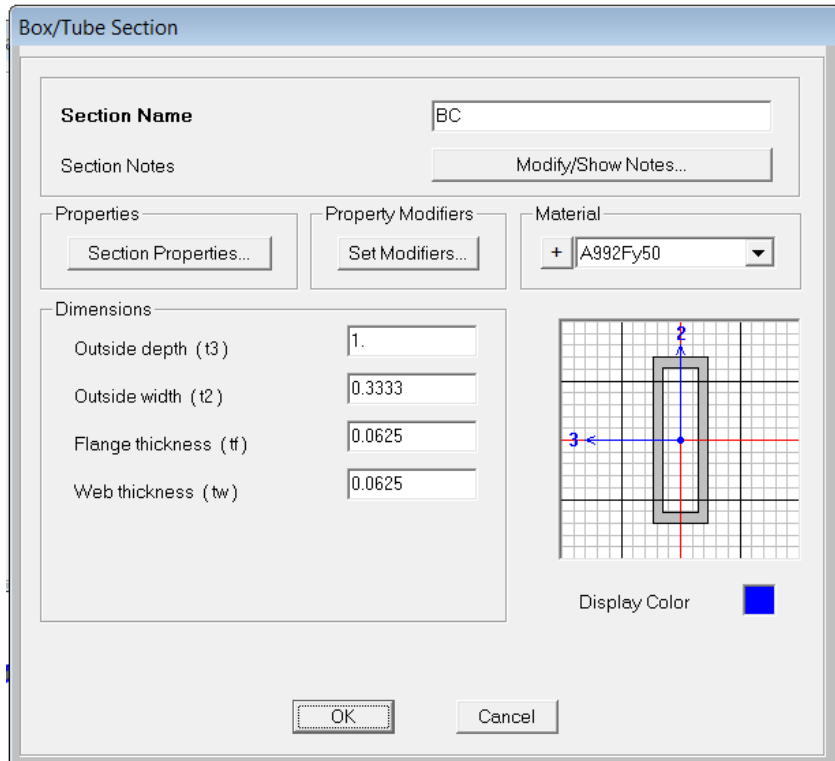 Box/Tube Section
Section Name BC
Section Notes Modify/Show Notes...
Properties Property Modifiers Material
Section Properties... Set Modifiers... + A992Fy50
Dimensions
Outside depth (t3) 1.
Outside width (t2) 0.3333
Flange thickness (tf) 0.0625
Web thickness (tw) 0.0625
2
3
Display Color
OK Cancel